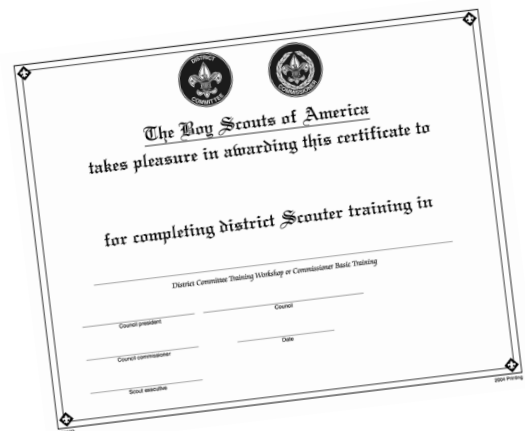 DISTRICT
COMMITTEE
COMMISSIONER
The Boy Scouts of America
takes pleasure in awarding this certificate to
for completing district Scouter training in
District Committee Training Workshop or Commissioner Basic Training
Council president
Council
Council commissioner
Date
Scout executive
2004 Printing